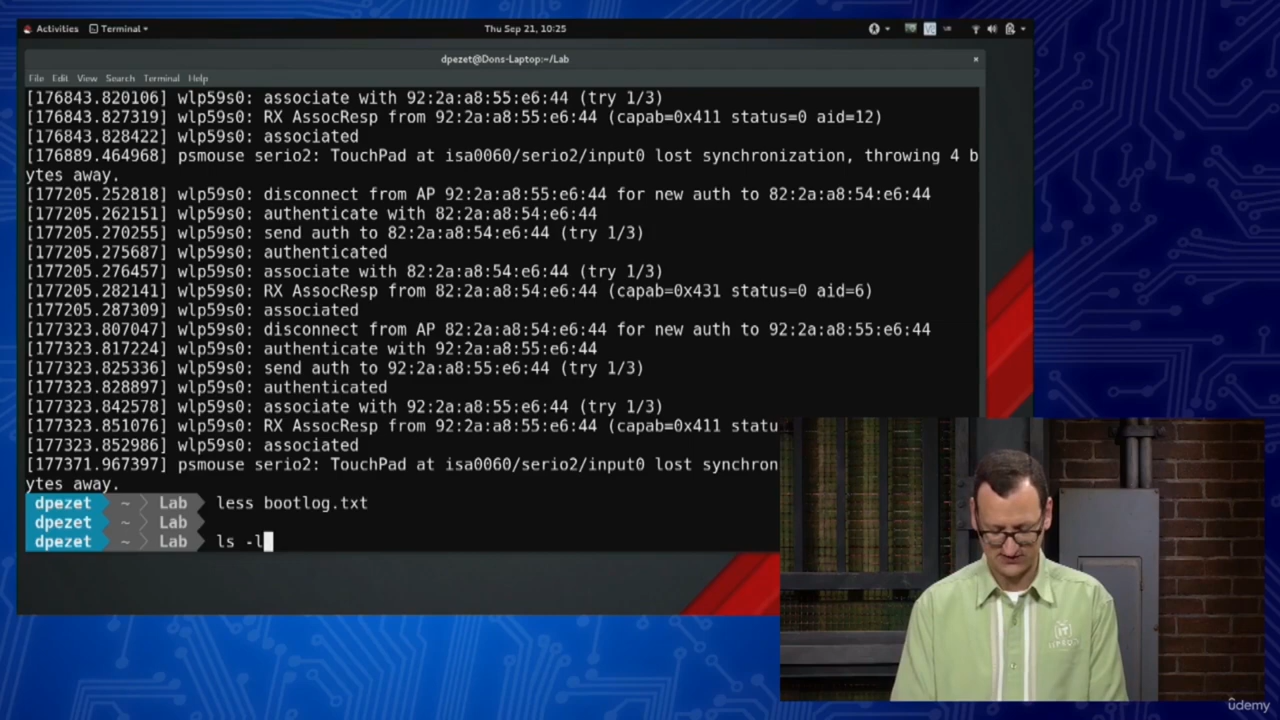 Activities Terminal Thu Sep 21, 10:25
dpezet@Dons-Laptop:~/Lab ×
File Edit View Search Terminal Help
[176843.820106] wlp59s0: associate with 92:2a:a8:55:e6:44 (try 1/3)
[176843.827319] wlp59s0: RX AssocResp from 92:2a:a8:55:e6:44 (capab=0x411 status=0 aid=12)
[176843.828422] wlp59s0: associated
[176889.464968] psmouse serio2: TouchPad at isa0060/serio2/input0 lost synchronization, throwing 4 b
ytes away.
[177205.252818] wlp59s0: disconnect from AP 92:2a:a8:55:e6:44 for new auth to 82:2a:a8:54:e6:44
[177205.262151] wlp59s0: authenticate with 82:2a:a8:54:e6:44
[177205.270255] wlp59s0: send auth to 82:2a:a8:54:e6:44 (try 1/3)
[177205.275687] wlp59s0: authenticated
[177205.276457] wlp59s0: associate with 82:2a:a8:54:e6:44 (try 1/3)
[177205.282141] wlp59s0: RX AssocResp from 82:2a:a8:54:e6:44 (capab=0x431 status=0 aid=6)
[177205.287309] wlp59s0: associated
[177323.807047] wlp59s0: disconnect from AP 82:2a:a8:54:e6:44 for new auth to 92:2a:a8:55:e6:44
[177323.817224] wlp59s0: authenticate with 92:2a:a8:55:e6:44
[177323.825336] wlp59s0: send auth to 92:2a:a8:55:e6:44 (try 1/3)
[177323.828897] wlp59s0: authenticated
[177323.842578] wlp59s0: associate with 92:2a:a8:55:e6:44 (try 1/3)
[177323.851076] wlp59s0: RX AssocResp from 92:2a:a8:55:e6:44 (capab=0x411 statu
[177323.852986] wlp59s0: associated
[177371.967397] psmouse serio2: TouchPad at isa0060/serio2/input0 lost synchron
ytes away.
dpezet ~ Lab less bootlog.txt
dpezet ~ Lab
dpezet ~ Lab ls -l
IT
ITPROTV
ûdemy